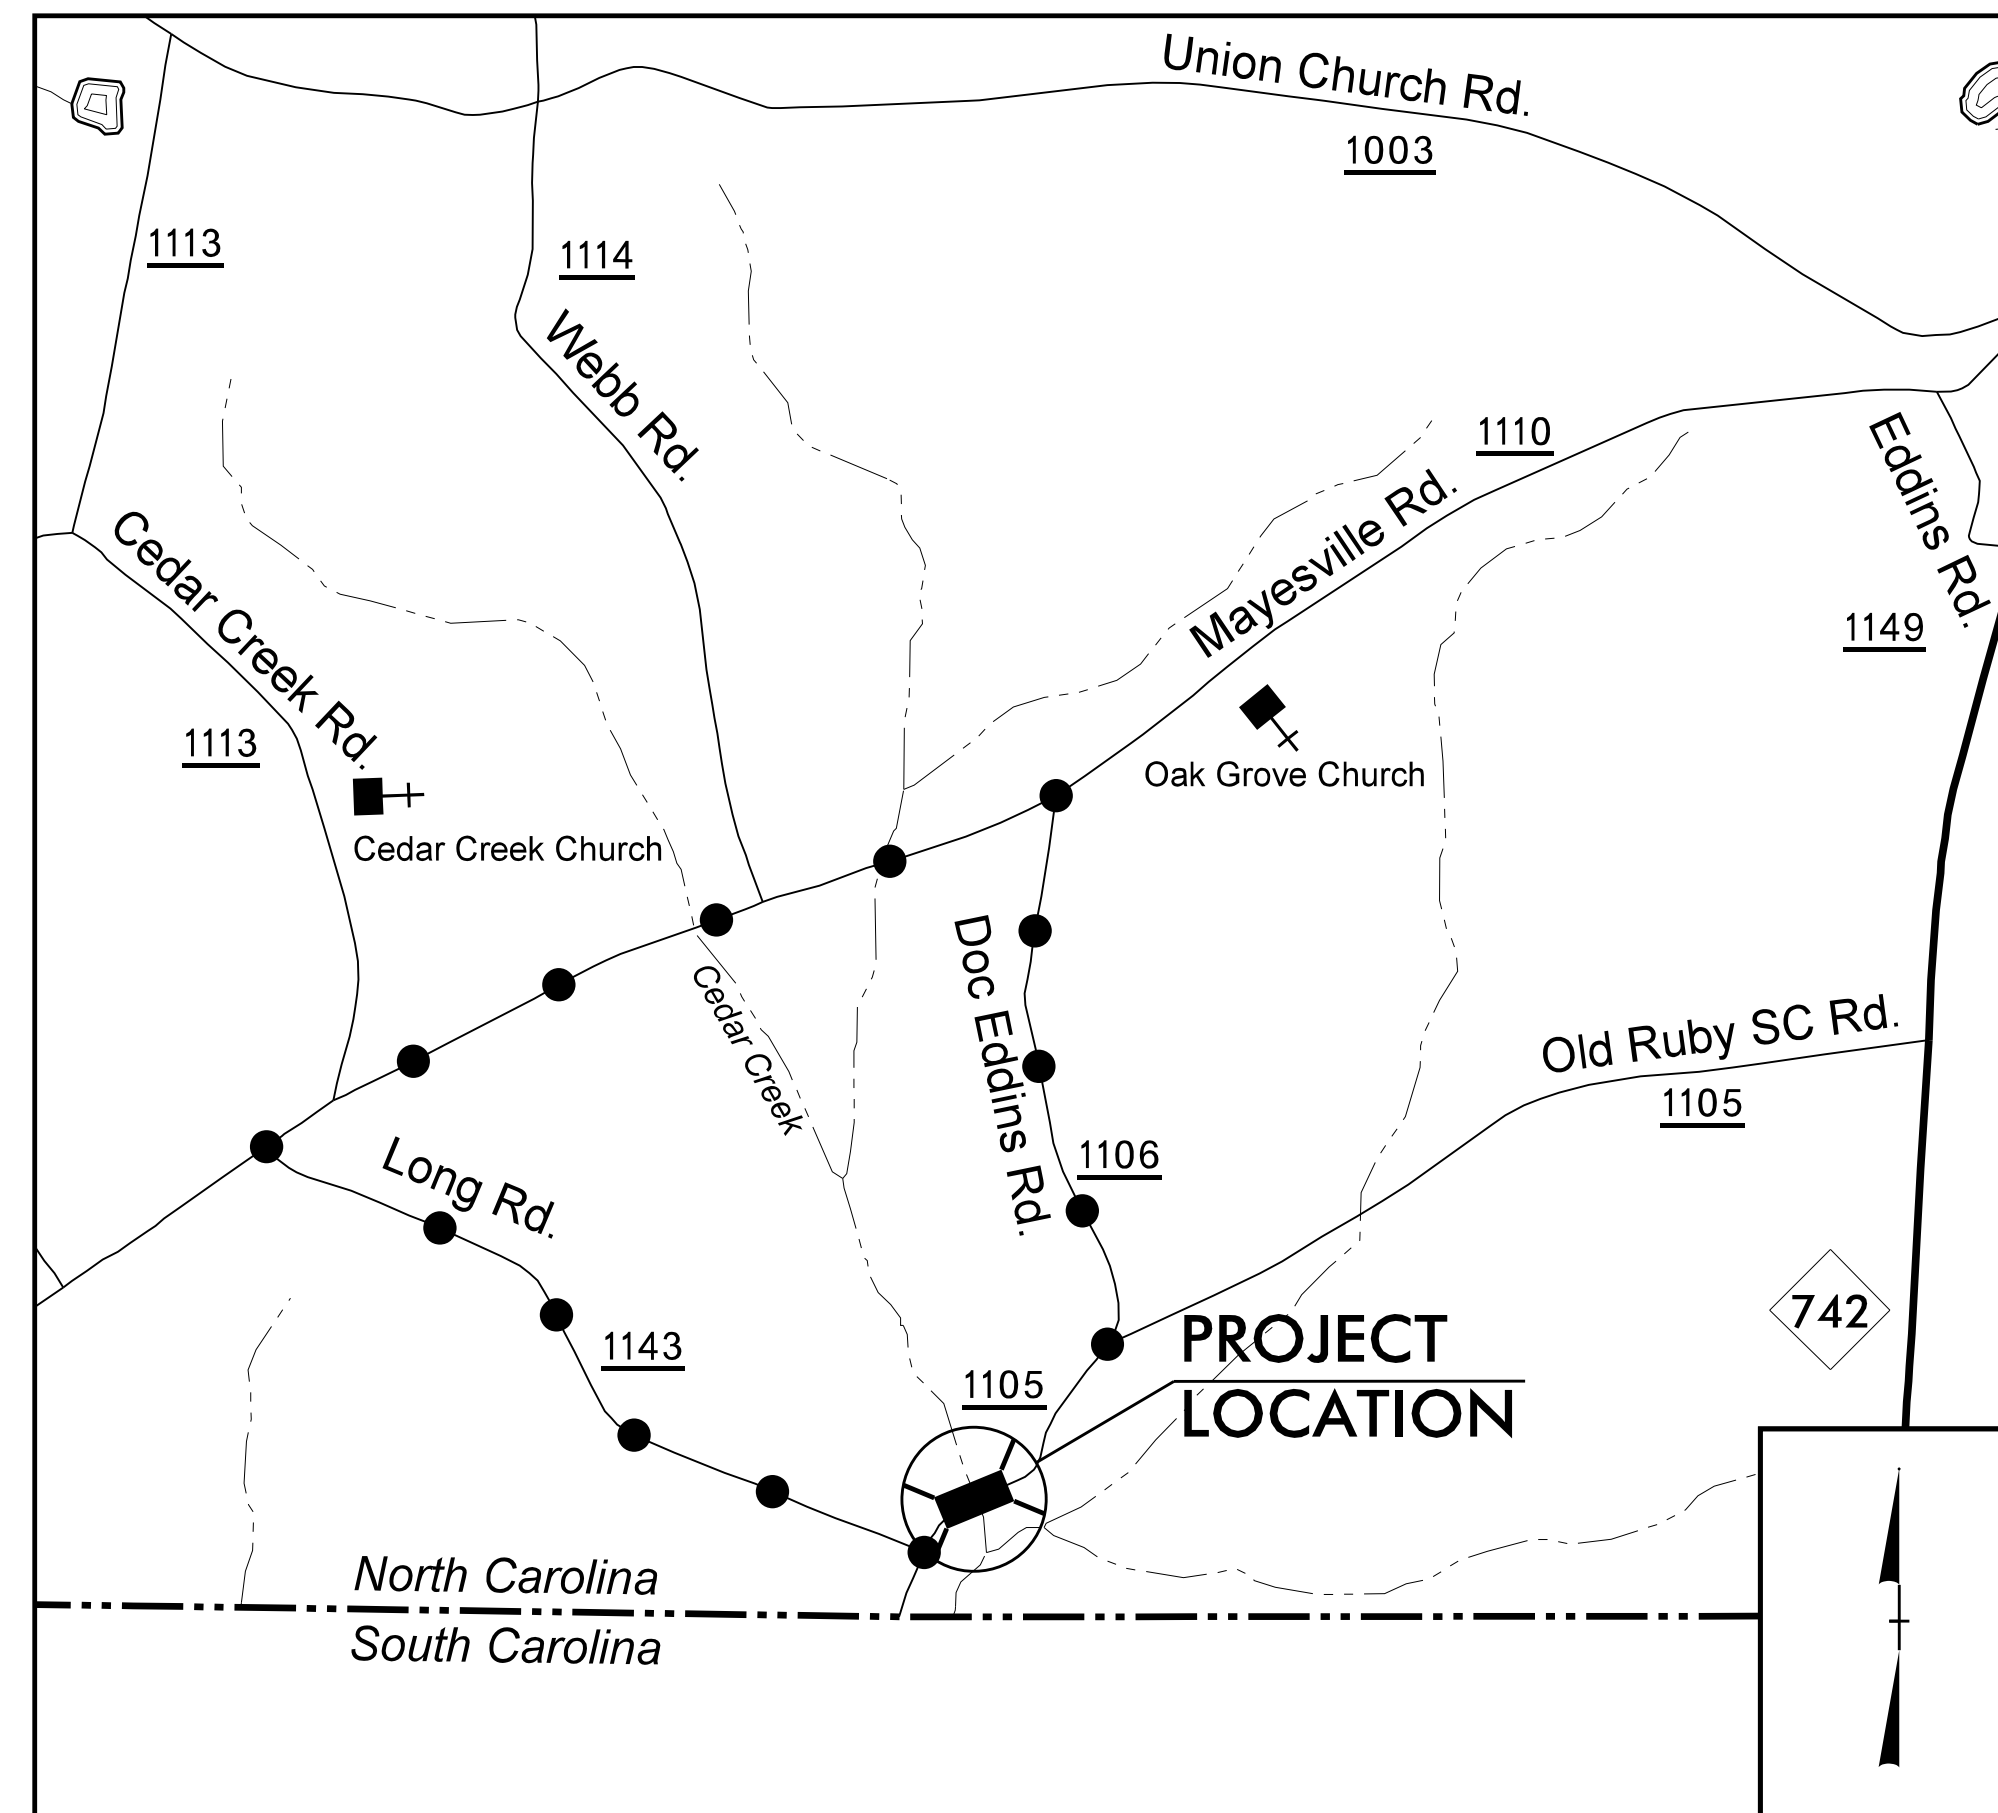 Union Church Rd.
1003
1113
1114
Webb Rd.
1110
Mayesville Rd.
Eddins Rd.
1149
Cedar Creek Rd.
1113
Cedar Creek Church
Oak Grove Church
Doc Eddins Rd.
Cedar Creek
Old Ruby SC Rd.
1105
1106
Long Rd.
1143
742
PROJECT
LOCATION
1105
North Carolina
South Carolina